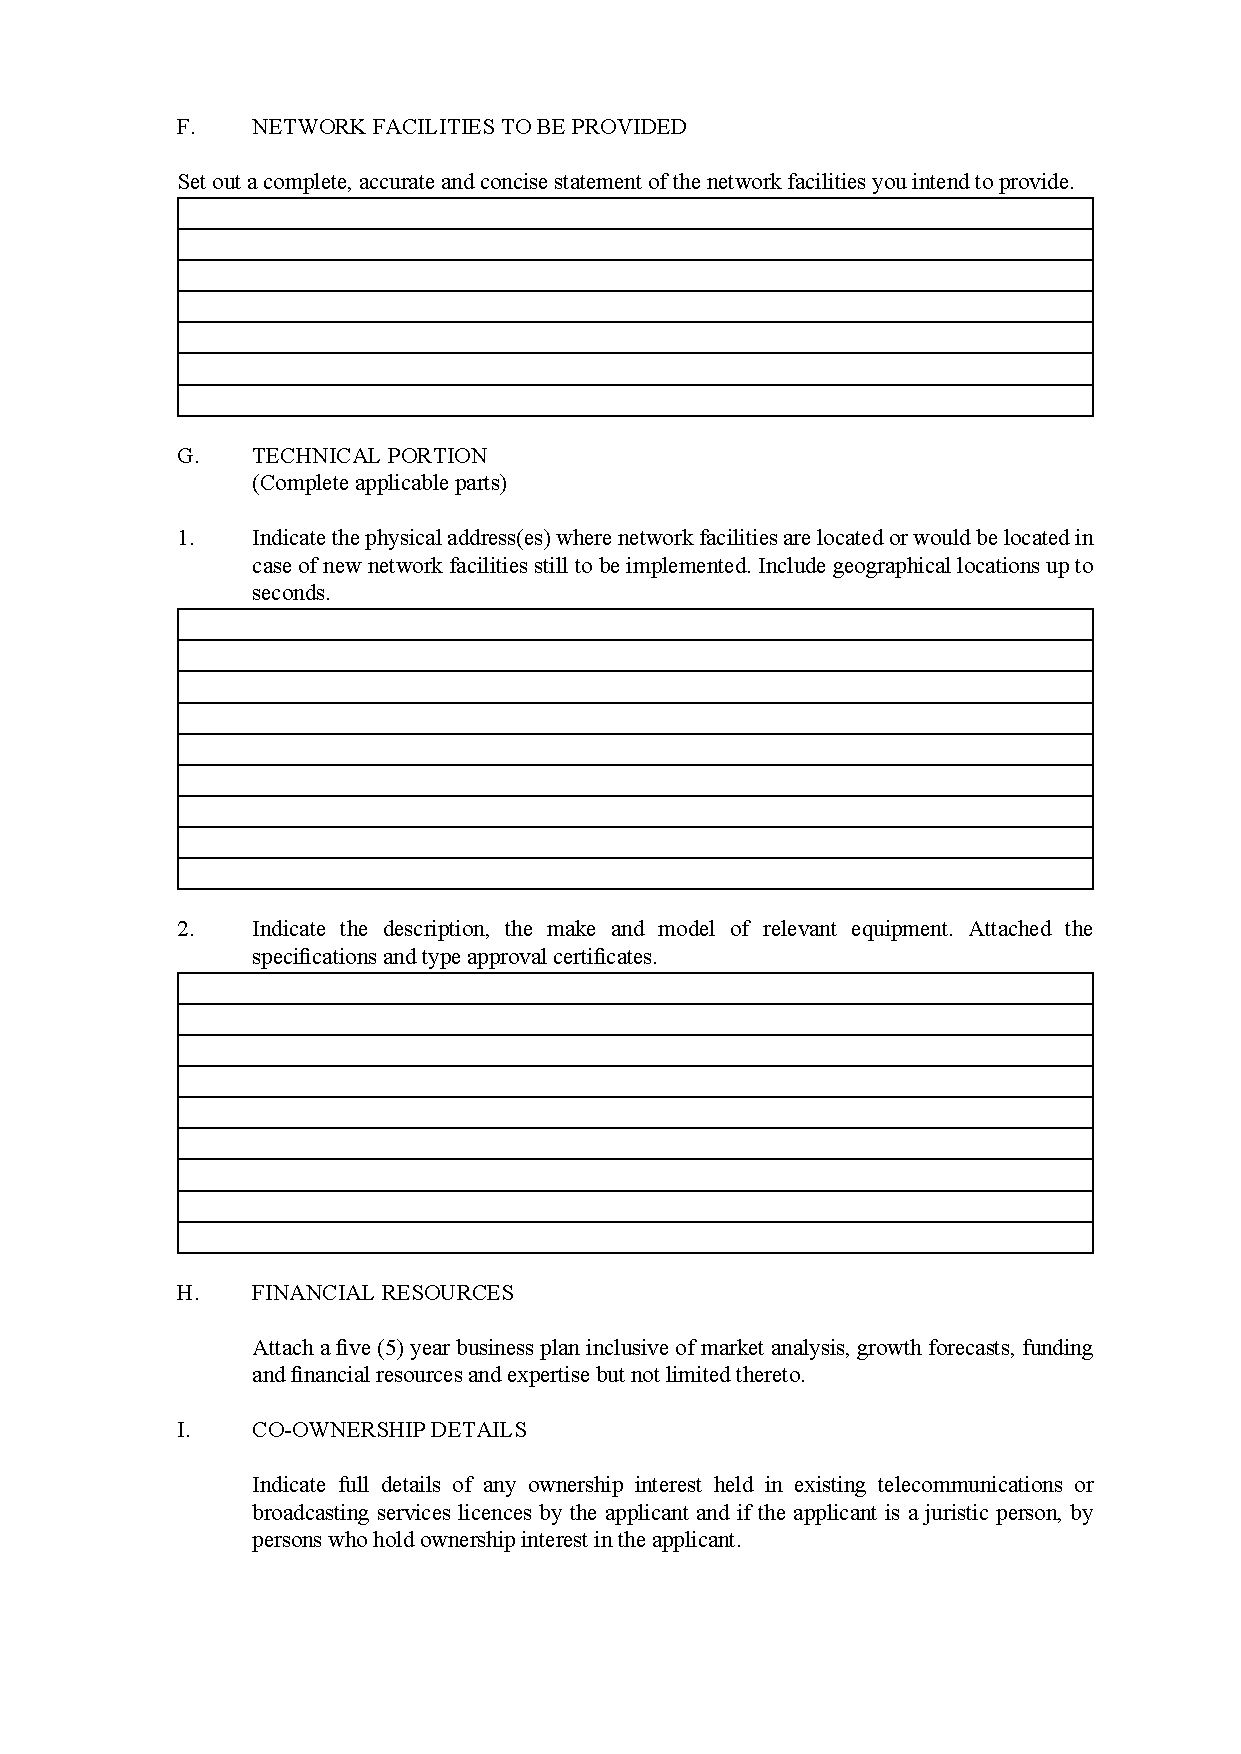 F. NETWORK FACILITIES TO BE PROVIDED
Set out a complete, accurate and concise statement of the network facilities you intend to provide.
G. TECHNICAL PORTION
(Complete applicable parts)
1. Indicate the physical address(es) where network facilities are located or would be located in
case of new network facilities still to be implemented. Include geographical locations up to
seconds.
2. Indicate the description, the make and model of relevant equipment. Attached the
specifications and type approval certificates.
H. FINANCIAL RESOURCES
Attach a five (5) year business plan inclusive of market analysis, growth forecasts, funding
and financial resources and expertise but not limited thereto.
I. CO-OWNERSHIP DETAILS
Indicate full details of any ownership interest held in existing telecommunications or
broadcasting services licences by the applicant and if the applicant is a juristic person, by
persons who hold ownership interest in the applicant.